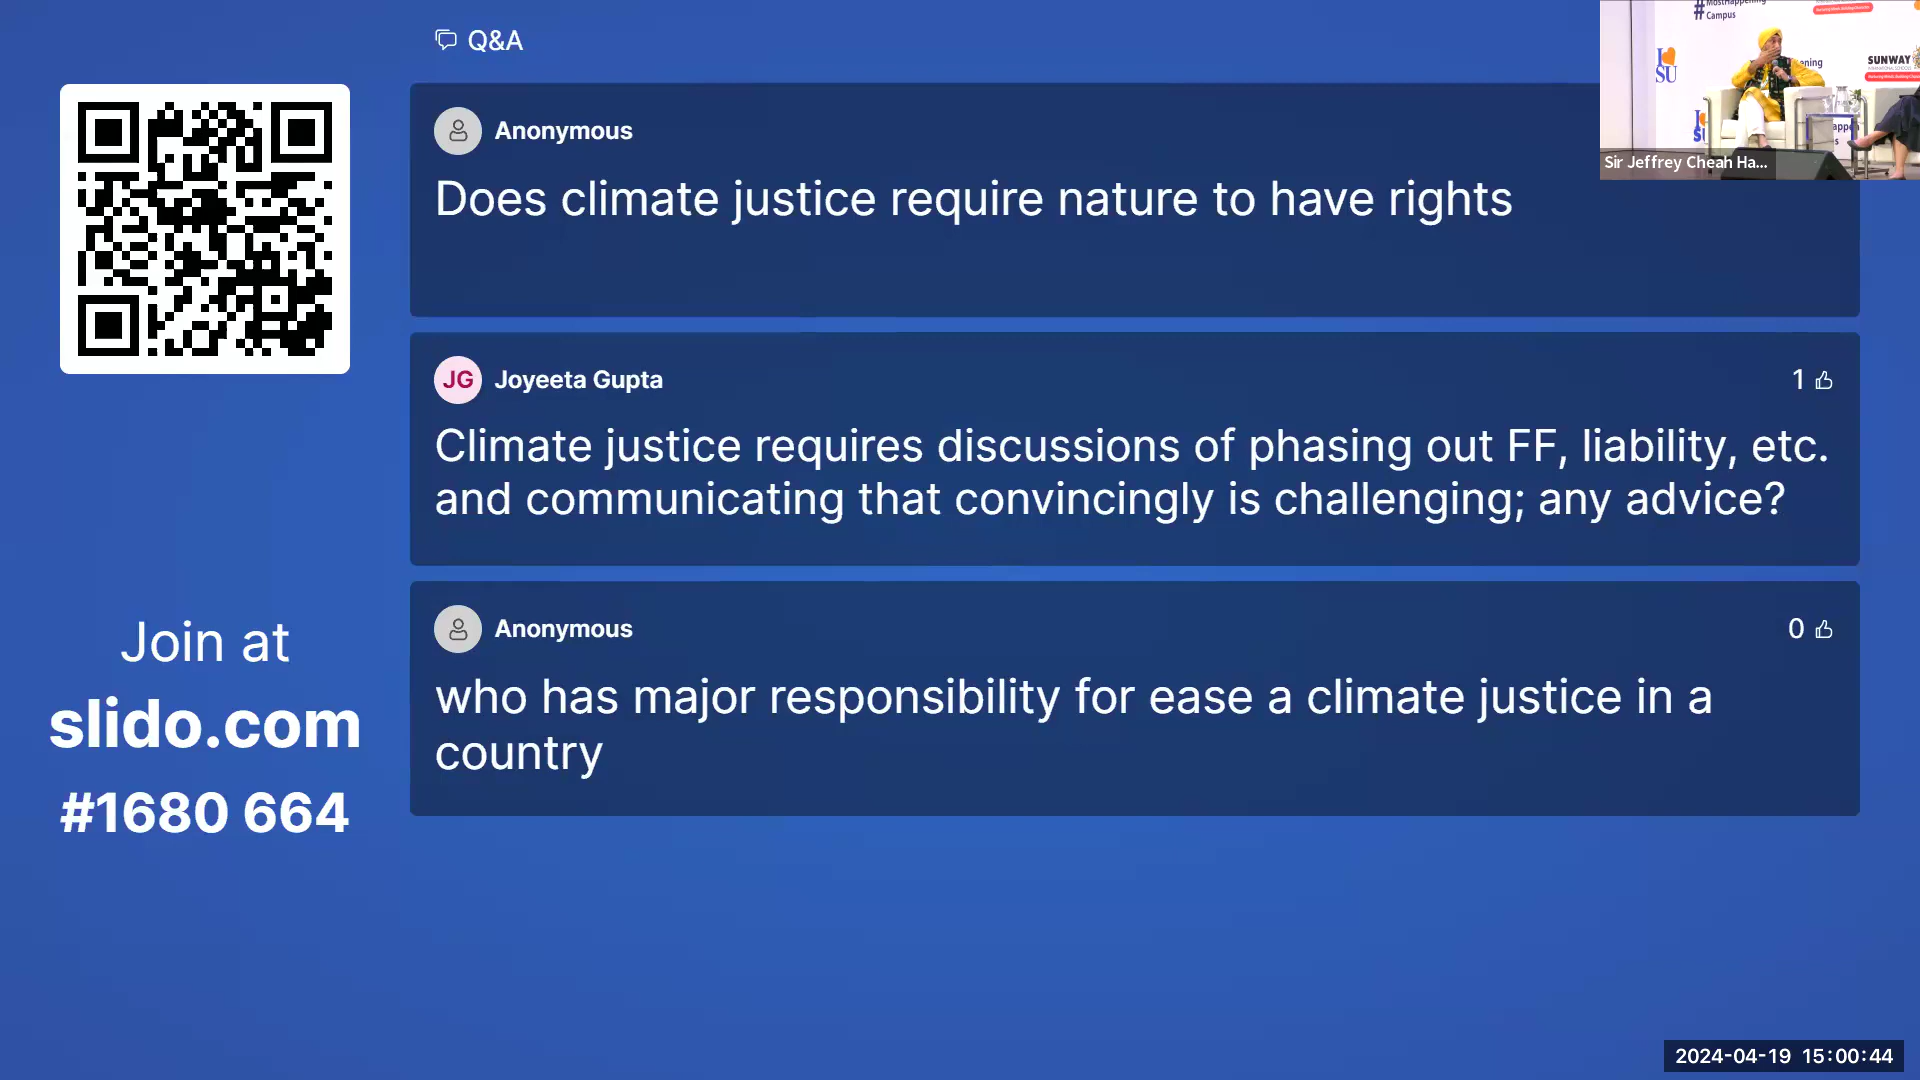 Q&A
Anonymous
Does climate justice require nature to have rights
JG Joyeeta Gupta
1
Climate justice requires discussions of phasing out FF, liability, etc.
and communicating that convincingly is challenging; any advice?
Anonymous
0
who has major responsibility for ease a climate justice in a
country
Join at
slido.com
#1680 664
#MostHappening
Campus
I
SU
SUNWAY
Sir Jeffrey Cheah Ha...
2024-04-19 15:00:44